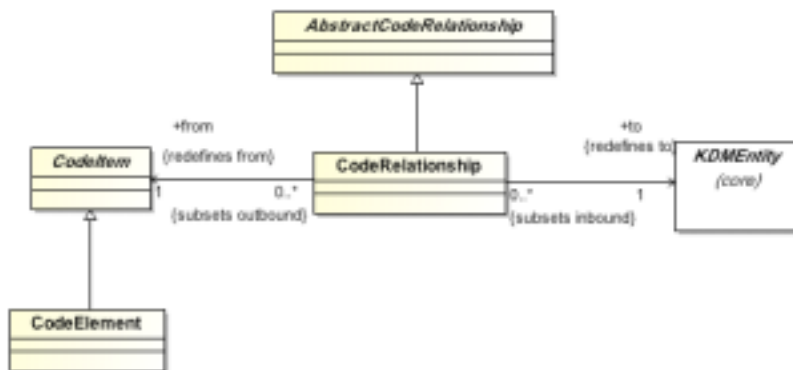 AbstractCodeRelationship
+from
+to
{redefines from}
{redefines to}
CodeItem
CodeRelationship
KDMEntity
(core)
1
0..*
0..*
1
{subsets outbound}
{subsets inbound}
CodeElement